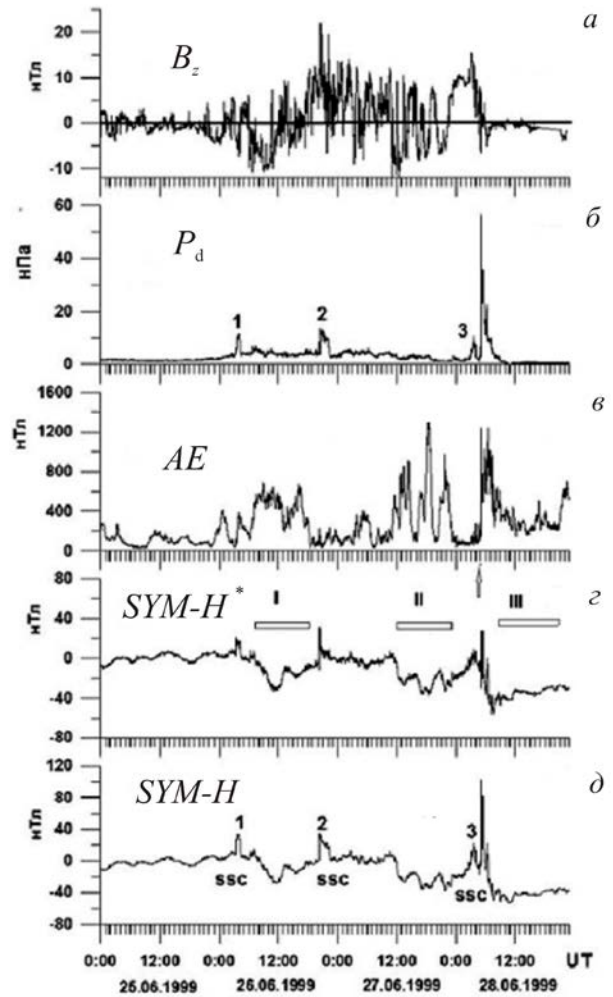 а
20
10
0
-10
нТл
B_z
б
60
40
20
0
нПа
P_d
1
2
3
в
1600
1200
800
400
0
нТл
AE
г
80
40
0
-40
-80
нТл
SYM-H*
I
II
III
д
120
80
40
0
-40
-80
нТл
SYM-H
1
2
3
ssc
ssc
ssc
0:00 12:00 0:00 12:00 0:00 12:00 0:00 12:00 UT
25.06.1999 26.06.1999 27.06.1999 28.06.1999